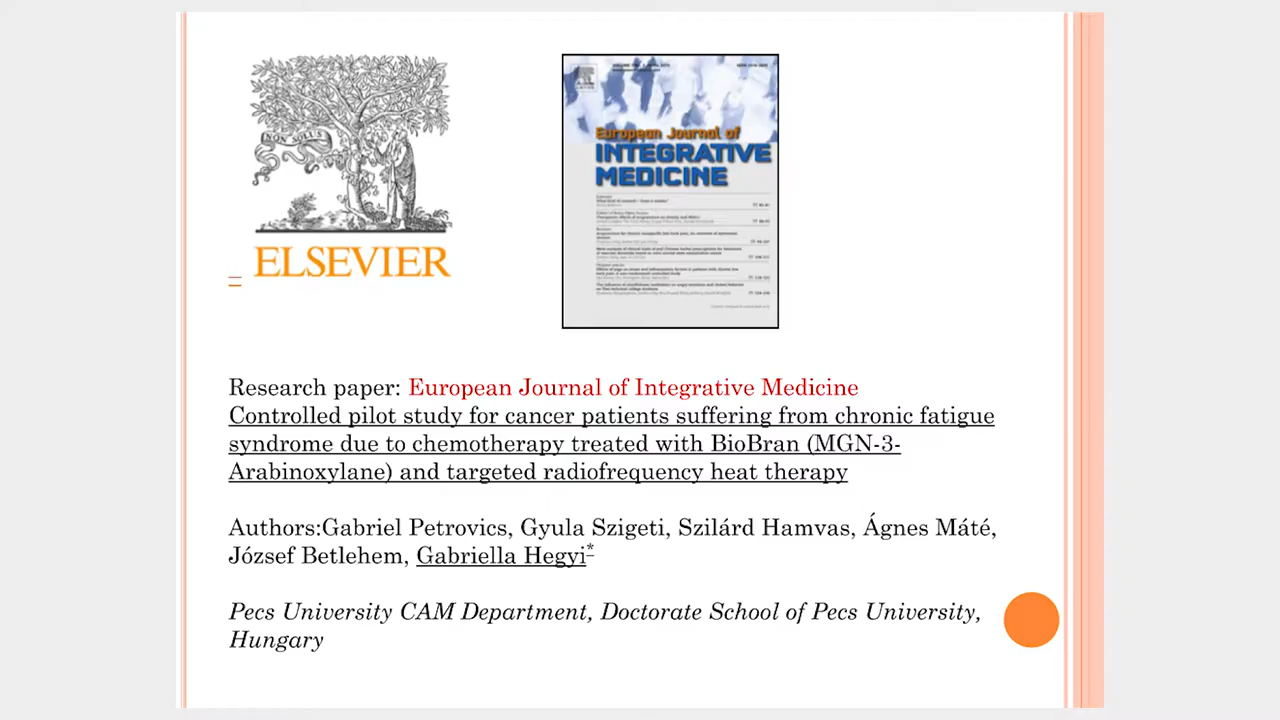 NON SOLUS
ELSEVIER
European Journal of
INTEGRATIVE
MEDICINE
Research paper: European Journal of Integrative Medicine
Controlled pilot study for cancer patients suffering from chronic fatigue
syndrome due to chemotherapy treated with BioBran (MGN-3-
Arabinoxylane) and targeted radiofrequency heat therapy
Authors:Gabriel Petrovics, Gyula Szigeti, Szilárd Hamvas, Ágnes Máté,
József Betlehem, Gabriella Hegyi*
Pecs University CAM Department, Doctorate School of Pecs University,
Hungary